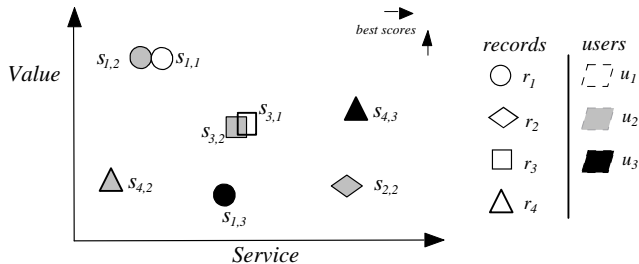 best scores
records
users
Value
s1,2
s1,1
r1
u1
s3,1
s4,3
r2
u2
s3,2
r3
u3
s4,2
s2,2
r4
s1,3
Service